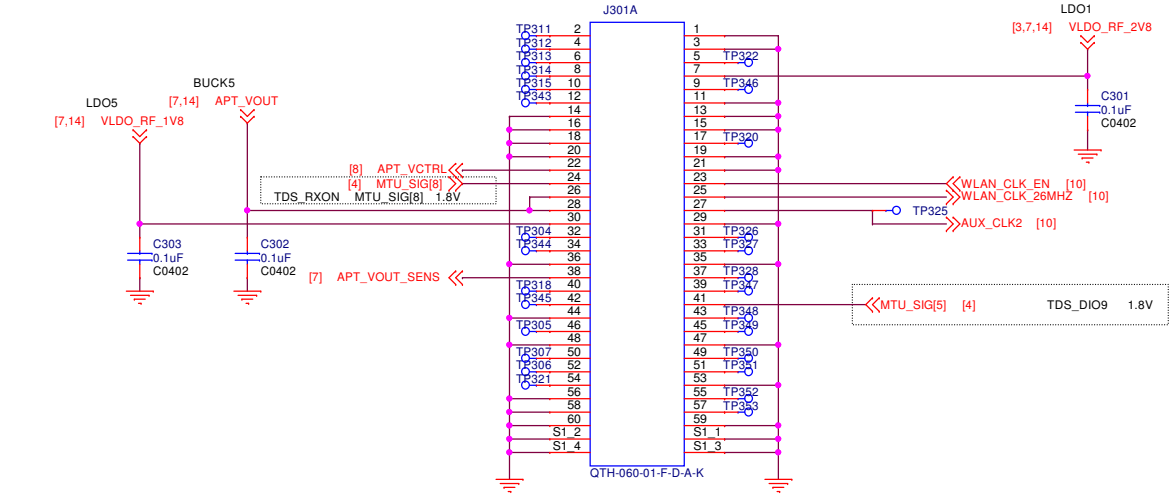 J301A
LDO1
[3,7,14] VLDO_RF_2V8
TP311 2 1
TP312 4 3
TP313 6 5 TP322
TP314 8 7
TP315 10 9 TP346
TP343 12 11
14 13
16 15
18 17 TP320
20 19
C301
0.1uF
C0402
BUCK5
[7,14] APT_VOUT
LDO5
[7,14] VLDO_RF_1V8
[8] APT_VCTRL 22 21
[4] MTU_SIG[8] 24 23 WLAN_CLK_EN [10]
TDS_RXON MTU_SIG[8] 1.8V 26 25 WLAN_CLK_26MHZ [10]
28 27 TP325
30 29 AUX_CLK2 [10]
TP304 32 31 TP326
TP344 34 33 TP327
36 35
C303
0.1uF
C0402
C302
0.1uF
C0402
[7] APT_VOUT_SENS 38 37 TP328
TP318 40 39 TP347
TP345 42 41 MTU_SIG[5] [4] TDS_DIO9 1.8V
44 43 TP348
TP305 46 45 TP349
48 47
TP307 50 49 TP350
TP306 52 51 TP351
TP321 54 53
56 55 TP352
58 57 TP353
60 59
S1_2 S1_1
S1_4 S1_3
QTH-060-01-F-D-A-K